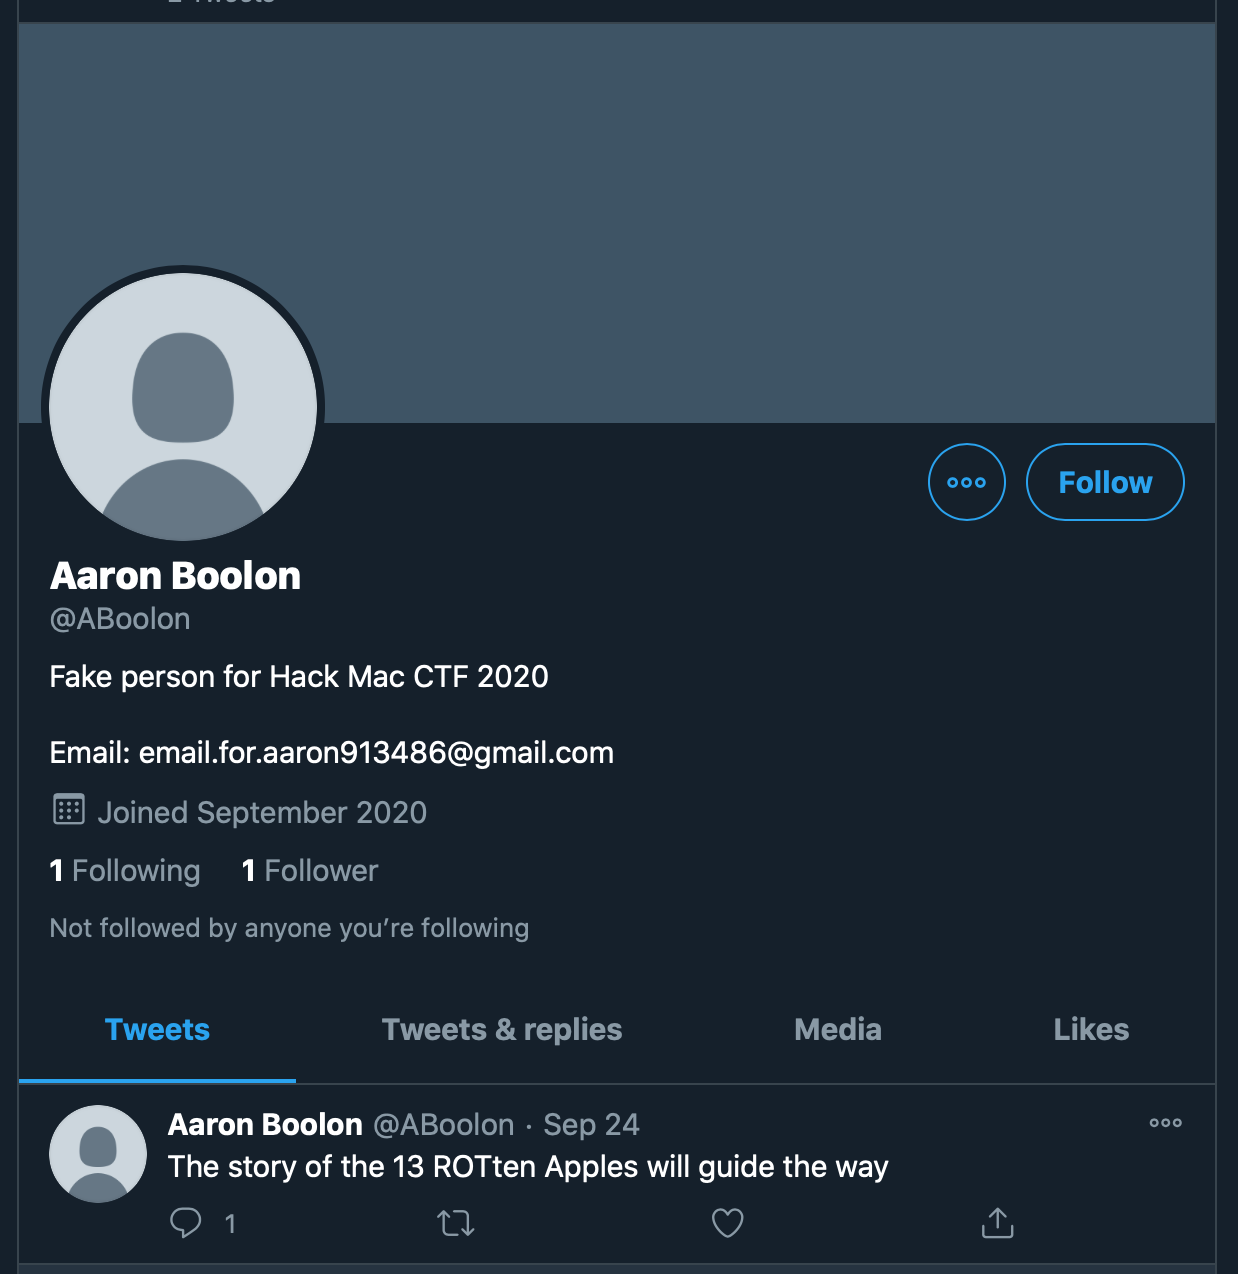 Follow
Aaron Boolon
@ABoolon
Fake person for Hack Mac CTF 2020
Email: email.for.aaron913486@gmail.com
Joined September 2020
1 Following 1 Follower
Not followed by anyone you’re following
Tweets Tweets & replies Media Likes
Aaron Boolon @ABoolon · Sep 24
The story of the 13 ROTten Apples will guide the way
1